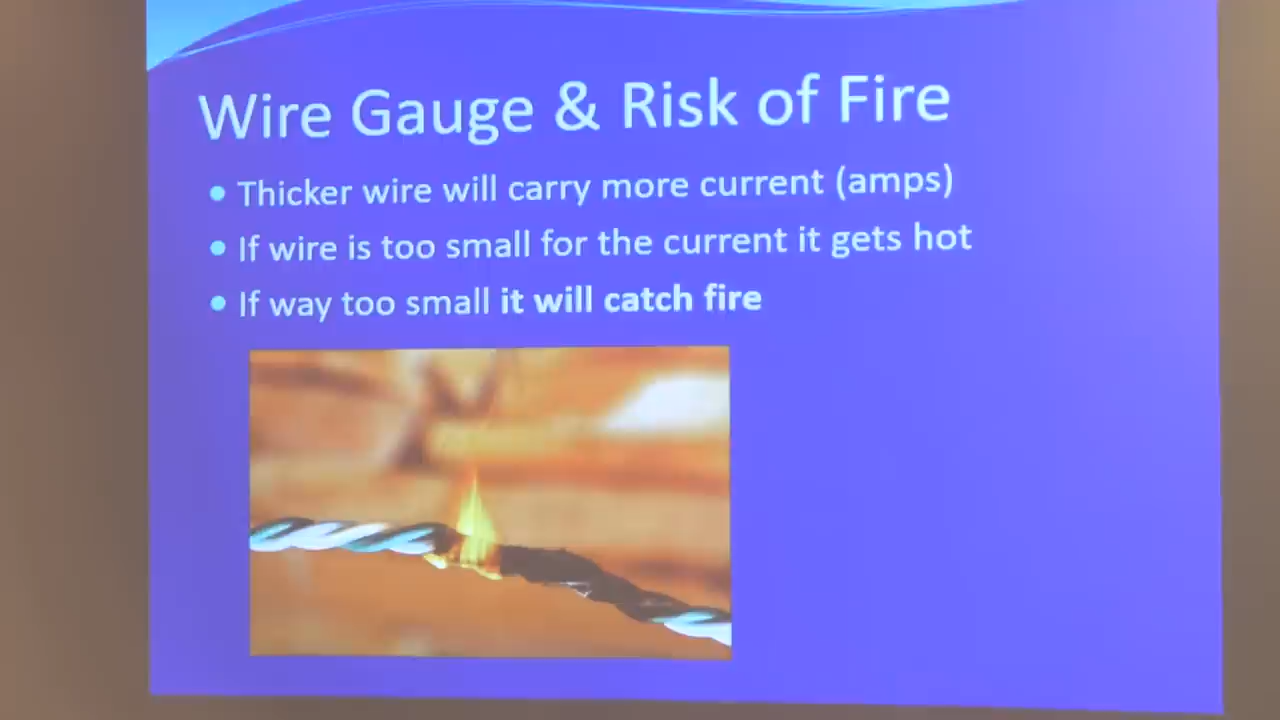 Wire Gauge & Risk of Fire
• Thicker wire will carry more current (amps)
• If wire is too small for the current it gets hot
• If way too small it will catch fire